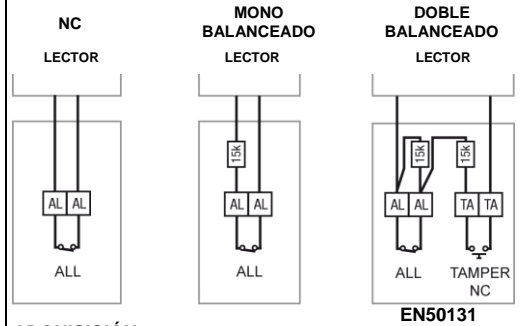 NC
LECTOR
15k
AL AL
ALL
MONO
BALANCEADO
LECTOR
15k
AL AL
ALL
DOBLE
BALANCEADO
LECTOR
15k 15k
AL AL TA TA
ALL TAMPER
NC
EN50131